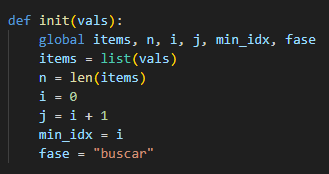 def init(vals):
    global items, n, i, j, min_idx, fase
    items = list(vals)
    n = len(items)
    i = 0
    j = i + 1
    min_idx = i
    fase = "buscar"